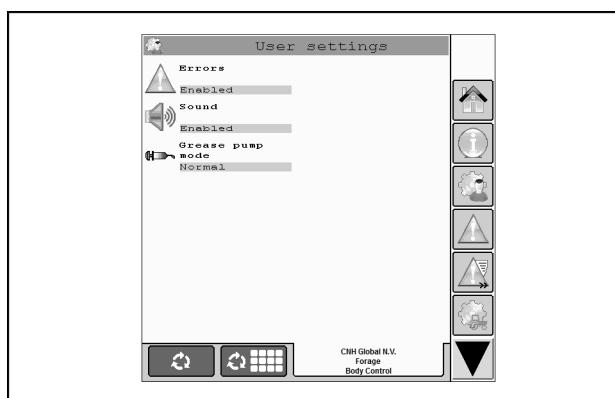 User settings
Errors
Enabled
Sound
Enabled
Grease pump
mode
Normal
CNH Global N.V.
Forage
Body Control